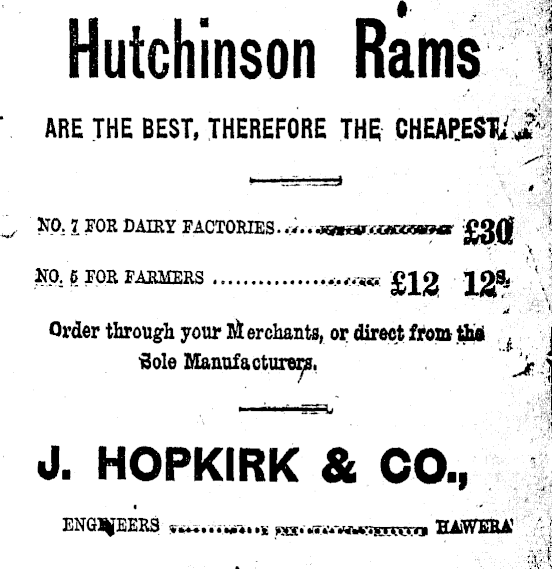 Hutchinson Rams
ARE THE BEST, THEREFORE THE CHEAPEST.
NO. 7 FOR DAIRY FACTORIES.................. £30
NO. 5 FOR FARMERS .................. £12 12s.
Order through your Merchants, or direct from the
Sole Manufacturers.
J. HOPKIRK & CO.,
ENGINEERS .................. HAWERA